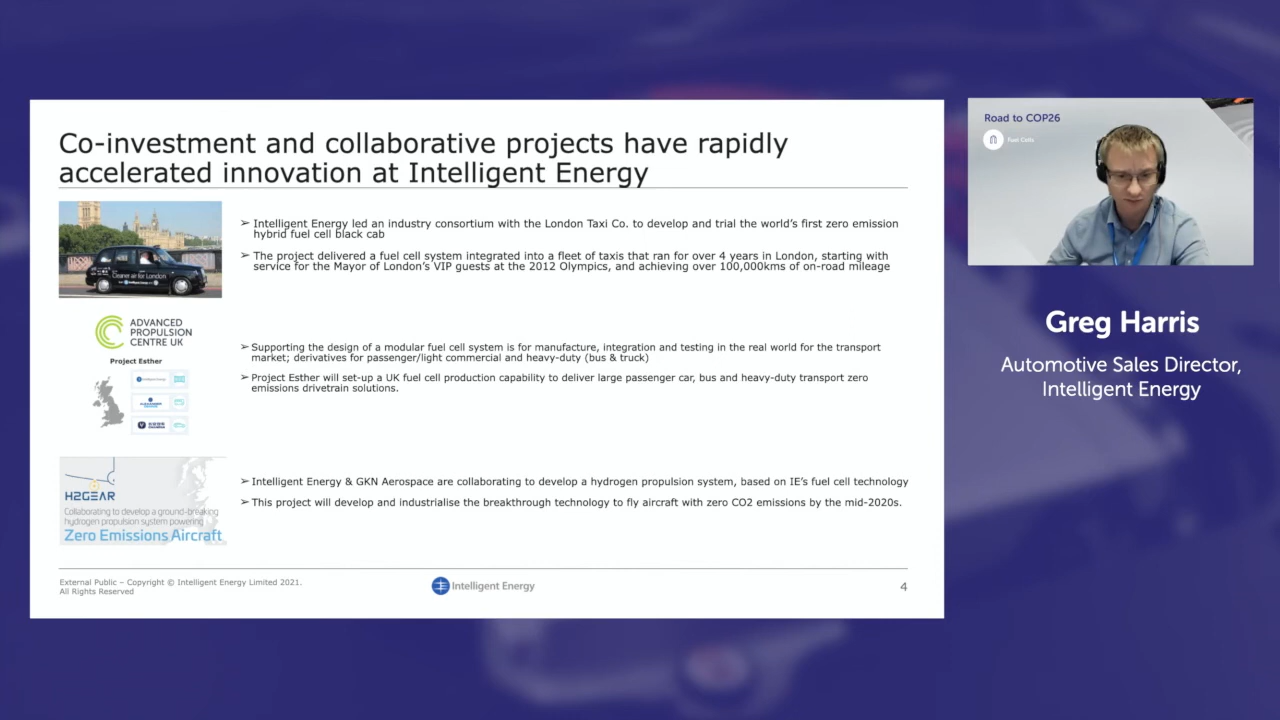 Co-investment and collaborative projects have rapidly
accelerated innovation at Intelligent Energy
Cleaner air for London
➢ Intelligent Energy led an industry consortium with the London Taxi Co. to develop and trial the world's first zero emission
hybrid fuel cell black cab
➢ The project delivered a fuel cell system integrated into a fleet of taxis that ran for over 4 years in London, starting with
service for the Mayor of London's VIP guests at the 2012 Olympics, and achieving over 100,000kms of on-road mileage
ADVANCED
PROPULSION
CENTRE UK
Project Esther
➢ Supporting the design of a modular fuel cell system is for manufacture, integration and testing in the real world for the transport
market; derivatives for passenger/light commercial and heavy-duty (bus & truck)
➢ Project Esther will set-up a UK fuel cell production capability to deliver large passenger car, bus and heavy-duty transport zero
emissions drivetrain solutions.
H2GEAR
Collaborating to develop a ground-breaking
hydrogen propulsion system powering
Zero Emissions Aircraft
➢ Intelligent Energy & GKN Aerospace are collaborating to develop a hydrogen propulsion system, based on IE's fuel cell technology
➢ This project will develop and industrialise the breakthrough technology to fly aircraft with zero CO2 emissions by the mid-2020s.
External Public – Copyright © Intelligent Energy Limited 2021.
All Rights Reserved
Intelligent Energy
4
Road to COP26
Fuel Cells
Greg Harris
Automotive Sales Director,
Intelligent Energy